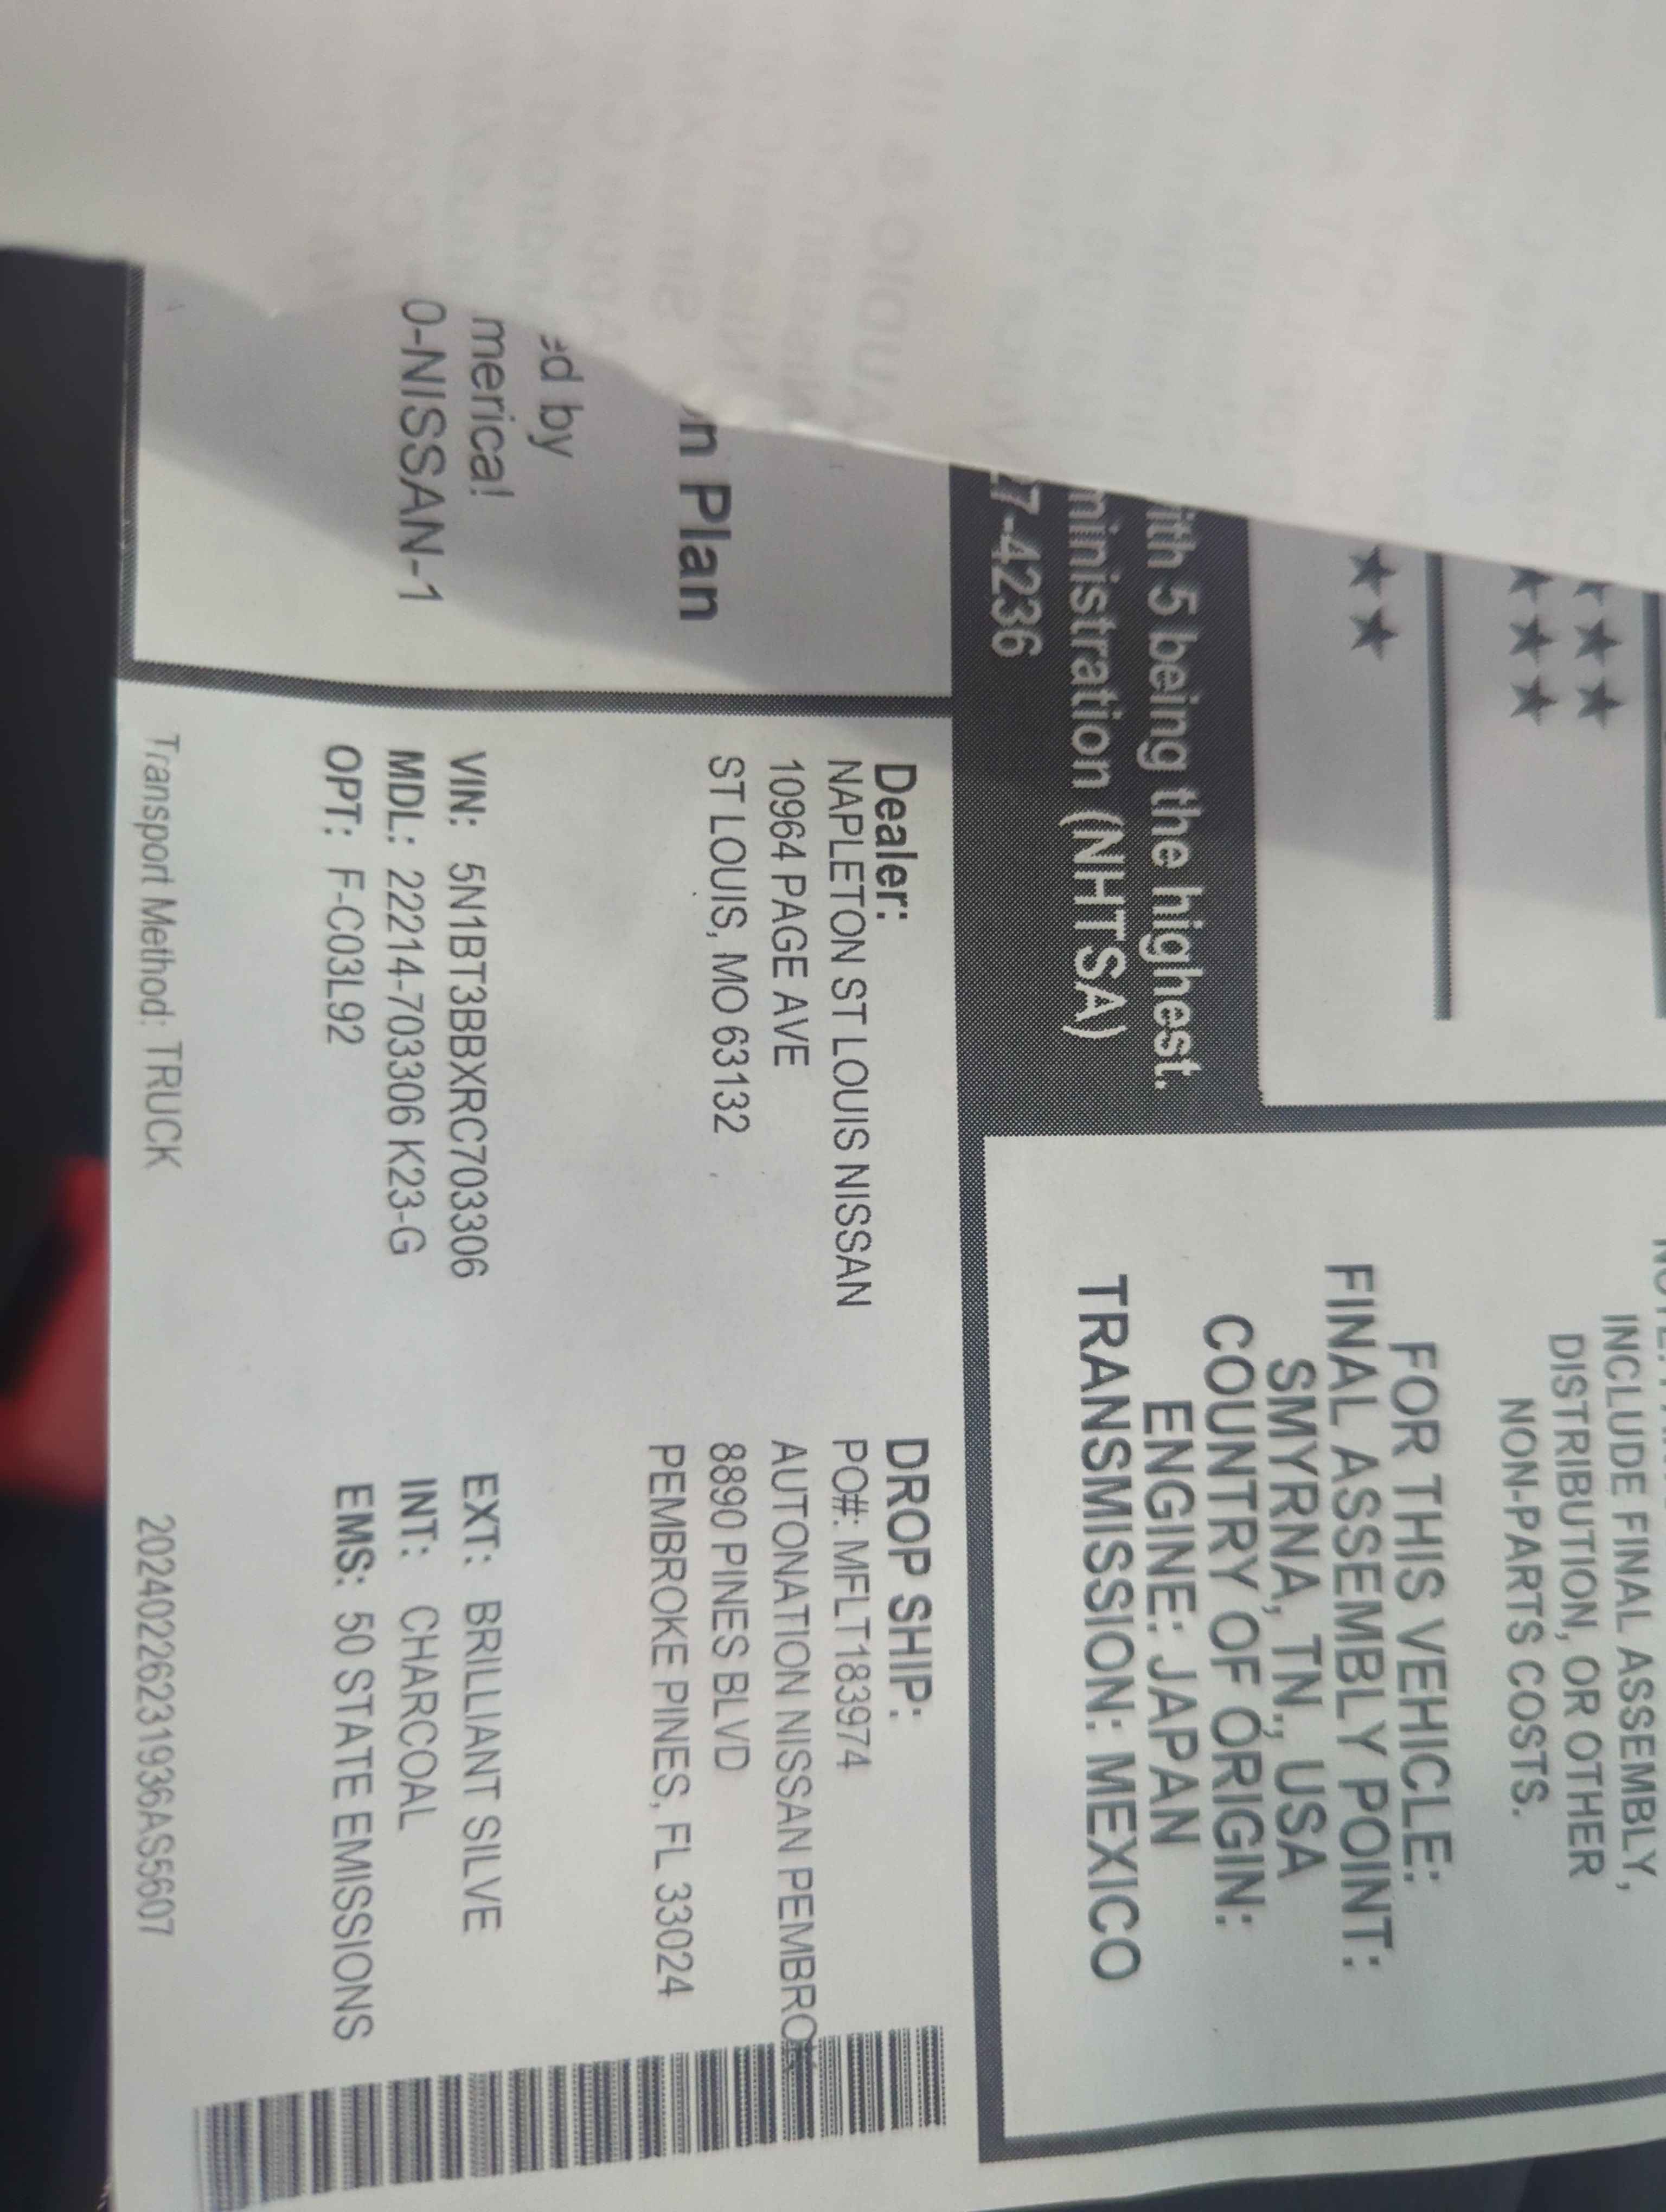 INCLUDE FINAL ASSEMBLY,
DISTRIBUTION, OR OTHER
NON-PARTS COSTS.
FOR THIS VEHICLE:
FINAL ASSEMBLY POINT:
SMYRNA, TN., USA
COUNTRY OF ORIGIN:
ENGINE: JAPAN
TRANSMISSION: MEXICO
ith 5 being the highest.
ministration (NHTSA)
27-4236
n Plan
ed by
merica!
0-NISSAN-1
Dealer:
NAPLETON ST LOUIS NISSAN
10964 PAGE AVE
ST LOUIS, MO 63132
DROP SHIP:
PO#: MFLT183974
AUTONATION NISSAN PEMBROK
8890 PINES BLVD
PEMBROKE PINES, FL 33024
VIN: 5N1BT3BBXRC703306
MDL: 22214-703306 K23-G
OPT: F-C03L92
EXT: BRILLIANT SILVE
INT: CHARCOAL
EMS: 50 STATE EMISSIONS
Transport Method: TRUCK
20240226231936AS5607